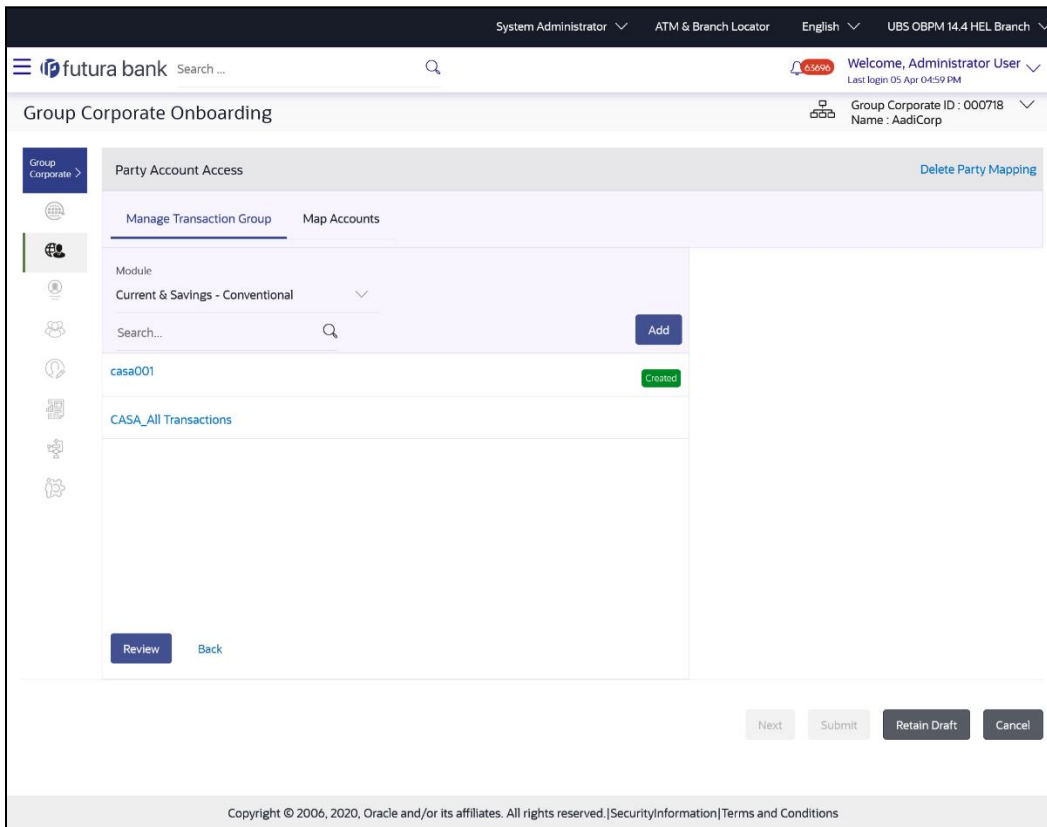 System Administrator ATM & Branch Locator English UBS OBPM 14.4 HEL Branch
futura bank Search ... 63696 Welcome, Administrator User
Last login 05 Apr 04:59 PM
Group Corporate Onboarding Group Corporate ID : 000718
Name : AadiCorp
Group
Corporate >
Party Account Access Delete Party Mapping
Manage Transaction Group Map Accounts
Module
Current & Savings - Conventional
Search... Add
casa001 Created
CASA_All Transactions
Review Back
Next Submit Retain Draft Cancel
Copyright © 2006, 2020, Oracle and/or its affiliates. All rights reserved.|SecurityInformation|Terms and Conditions